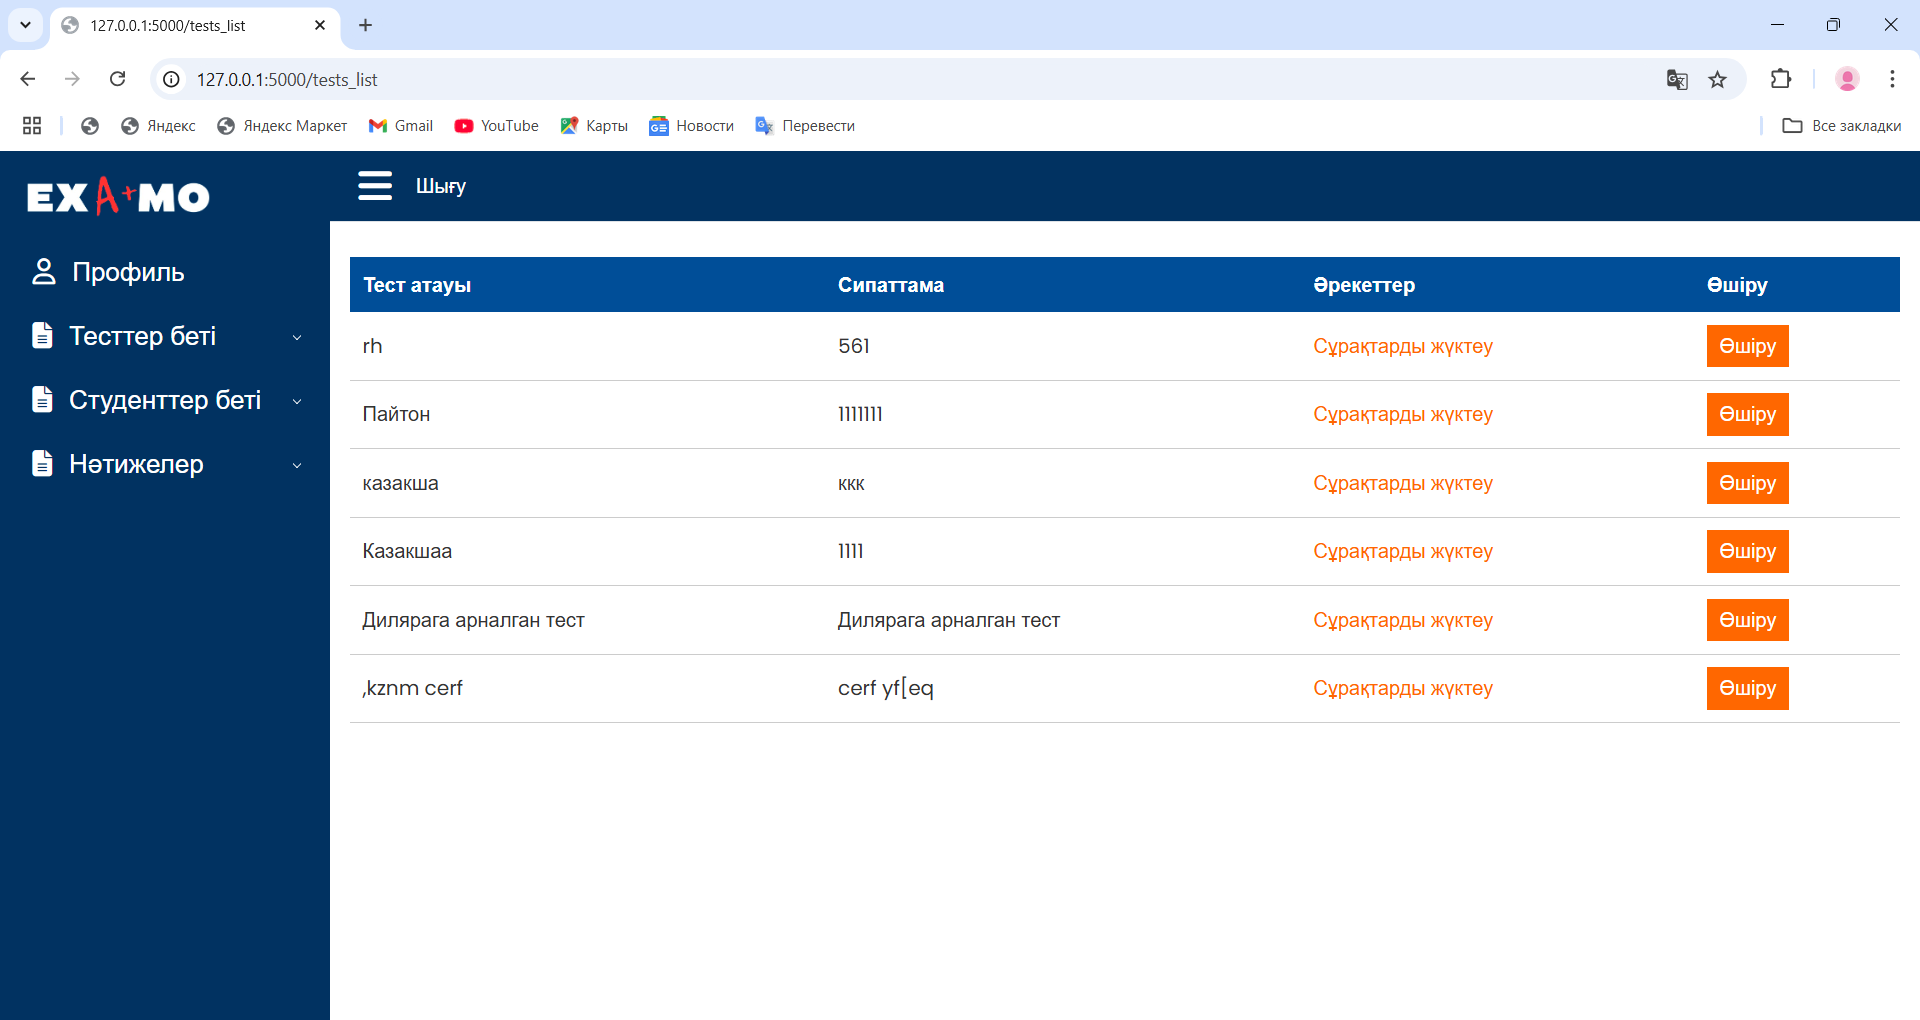 127.0.0.1:5000/tests_list
127.0.0.1:5000/tests_list
Яндекс Яндекс Маркет Gmail YouTube Карты Новости Перевести Все закладки
EXA+MO
Шығу
Профиль
Тесттер беті
Студенттер беті
Нәтижелер
Тест атауы Сипаттама Әрекеттер Өшіру
rh 561 Сұрақтарды жүктеу Өшіру
Пайтон 1111111 Сұрақтарды жүктеу Өшіру
казакша ккк Сұрақтарды жүктеу Өшіру
Казакшаа 1111 Сұрақтарды жүктеу Өшіру
Дилярага арналган тест Дилярага арналган тест Сұрақтарды жүктеу Өшіру
,kznm cerf cerf yf[eq Сұрақтарды жүктеу Өшіру